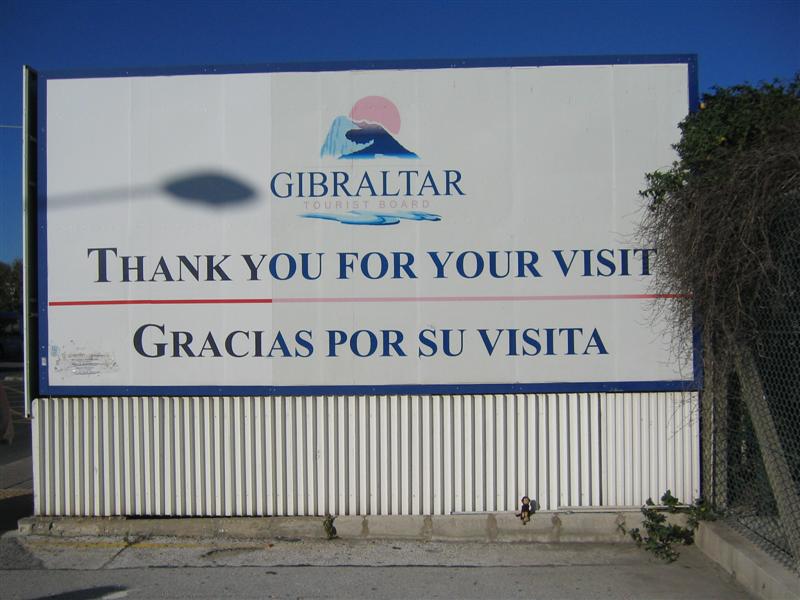 GIBRALTAR
TOURIST BOARD
THANK YOU FOR YOUR VISIT
GRACIAS POR SU VISITA